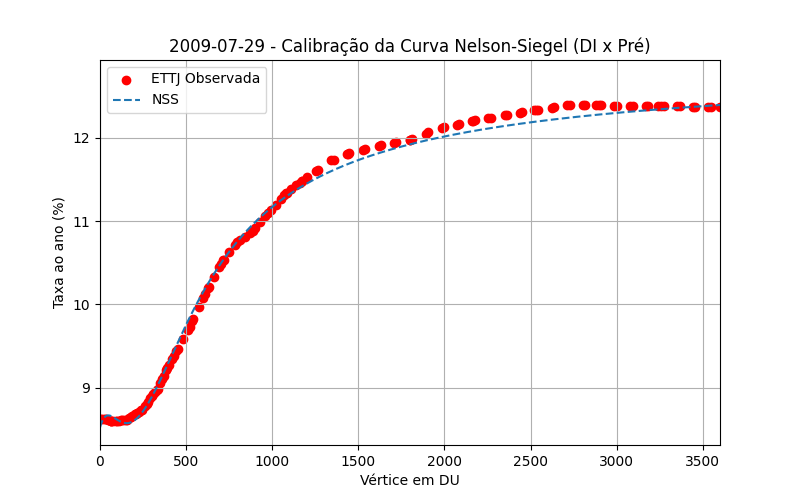 2009-07-29 - Calibração da Curva Nelson-Siegel (DI x Pré)
ETTJ Observada
NSS
Taxa ao ano (%)
12
11
10
9
0 500 1000 1500 2000 2500 3000 3500
Vértice em DU